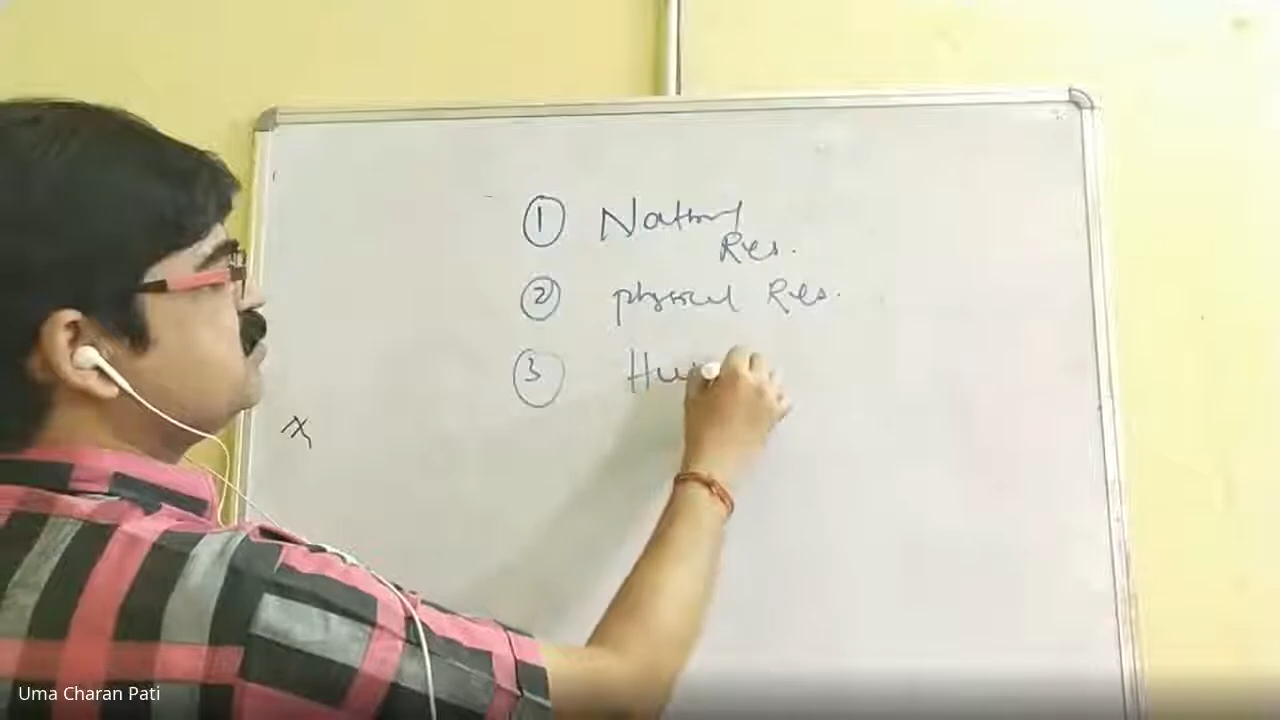 ① Natural
Res.
② physical Res.
③ Hu
x
Uma Charan Pati